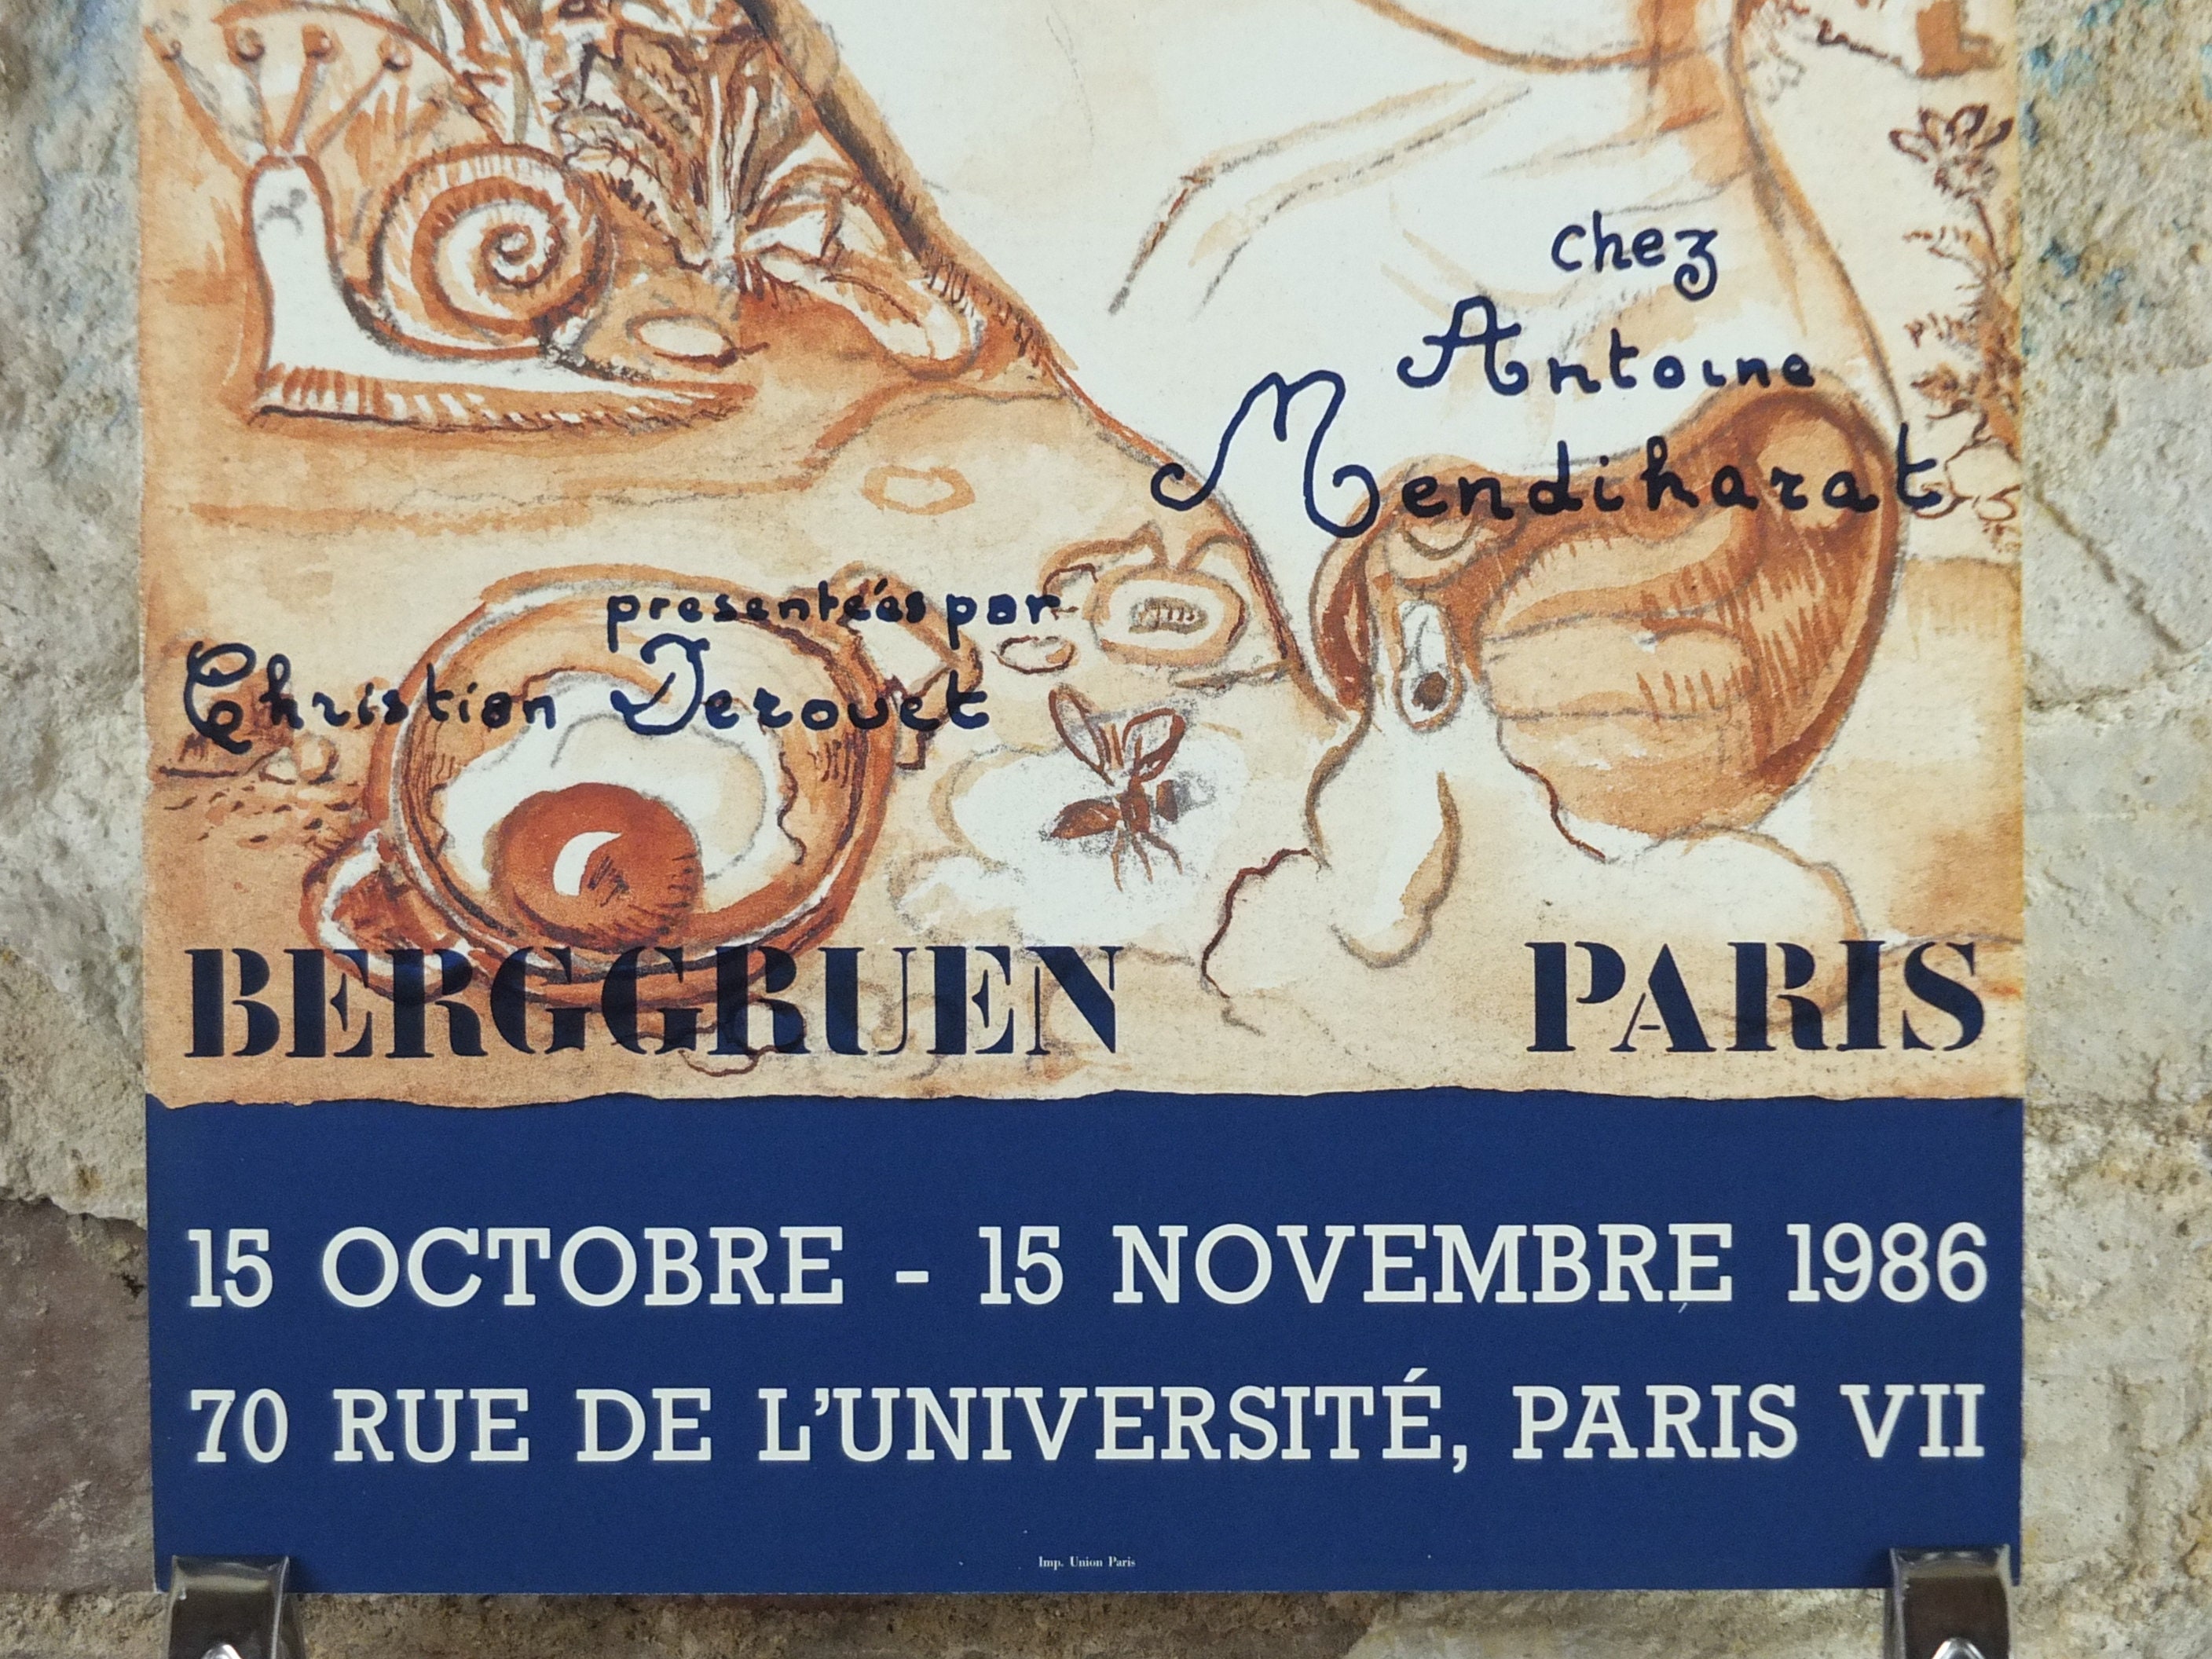 chez
Antoine
Mendiharat
presentées par
Christian Derouet
BERGGRUEN PARIS
15 OCTOBRE - 15 NOVEMBRE 1986
70 RUE DE L'UNIVERSITÉ, PARIS VII
Imp. Union Paris